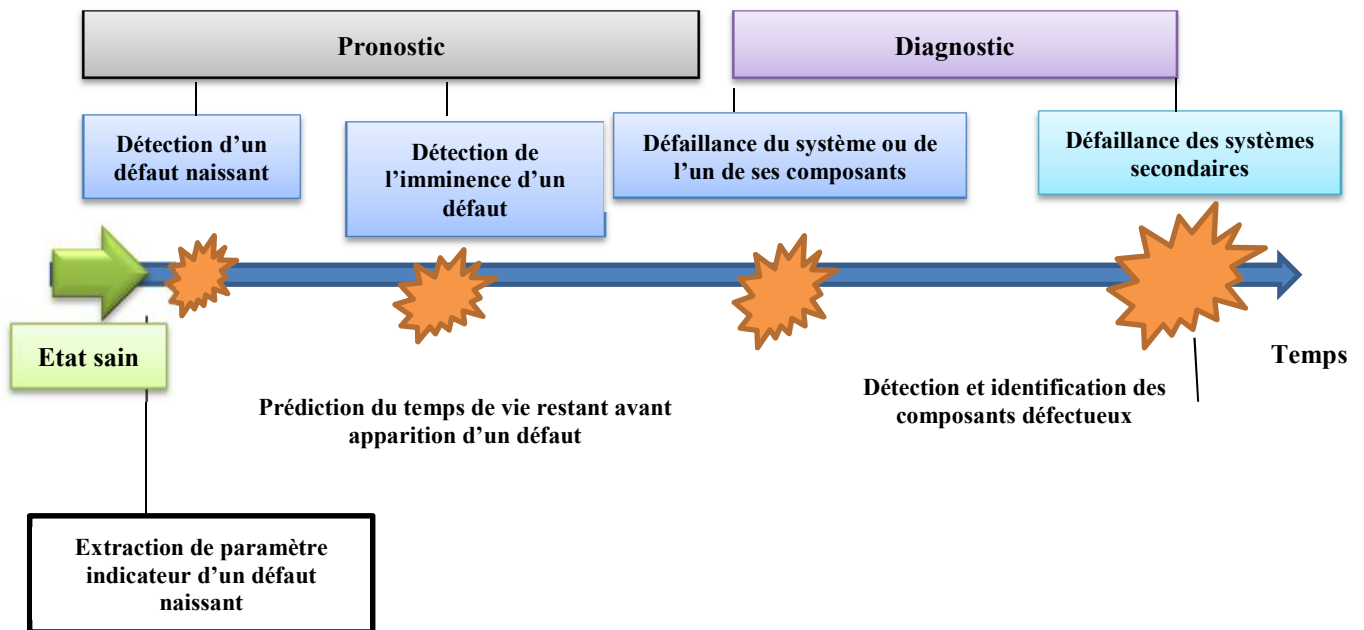 Pronostic
Diagnostic
Détection d’un
défaut naissant
Détection de
l’imminence d’un
défaut
Défaillance du système ou de
l’un de ses composants
Défaillance des systèmes
secondaires
Etat sain
Temps
Prédiction du temps de vie restant avant
apparition d’un défaut
Détection et identification des
composants défectueux
Extraction de paramètre
indicateur d’un défaut
naissant